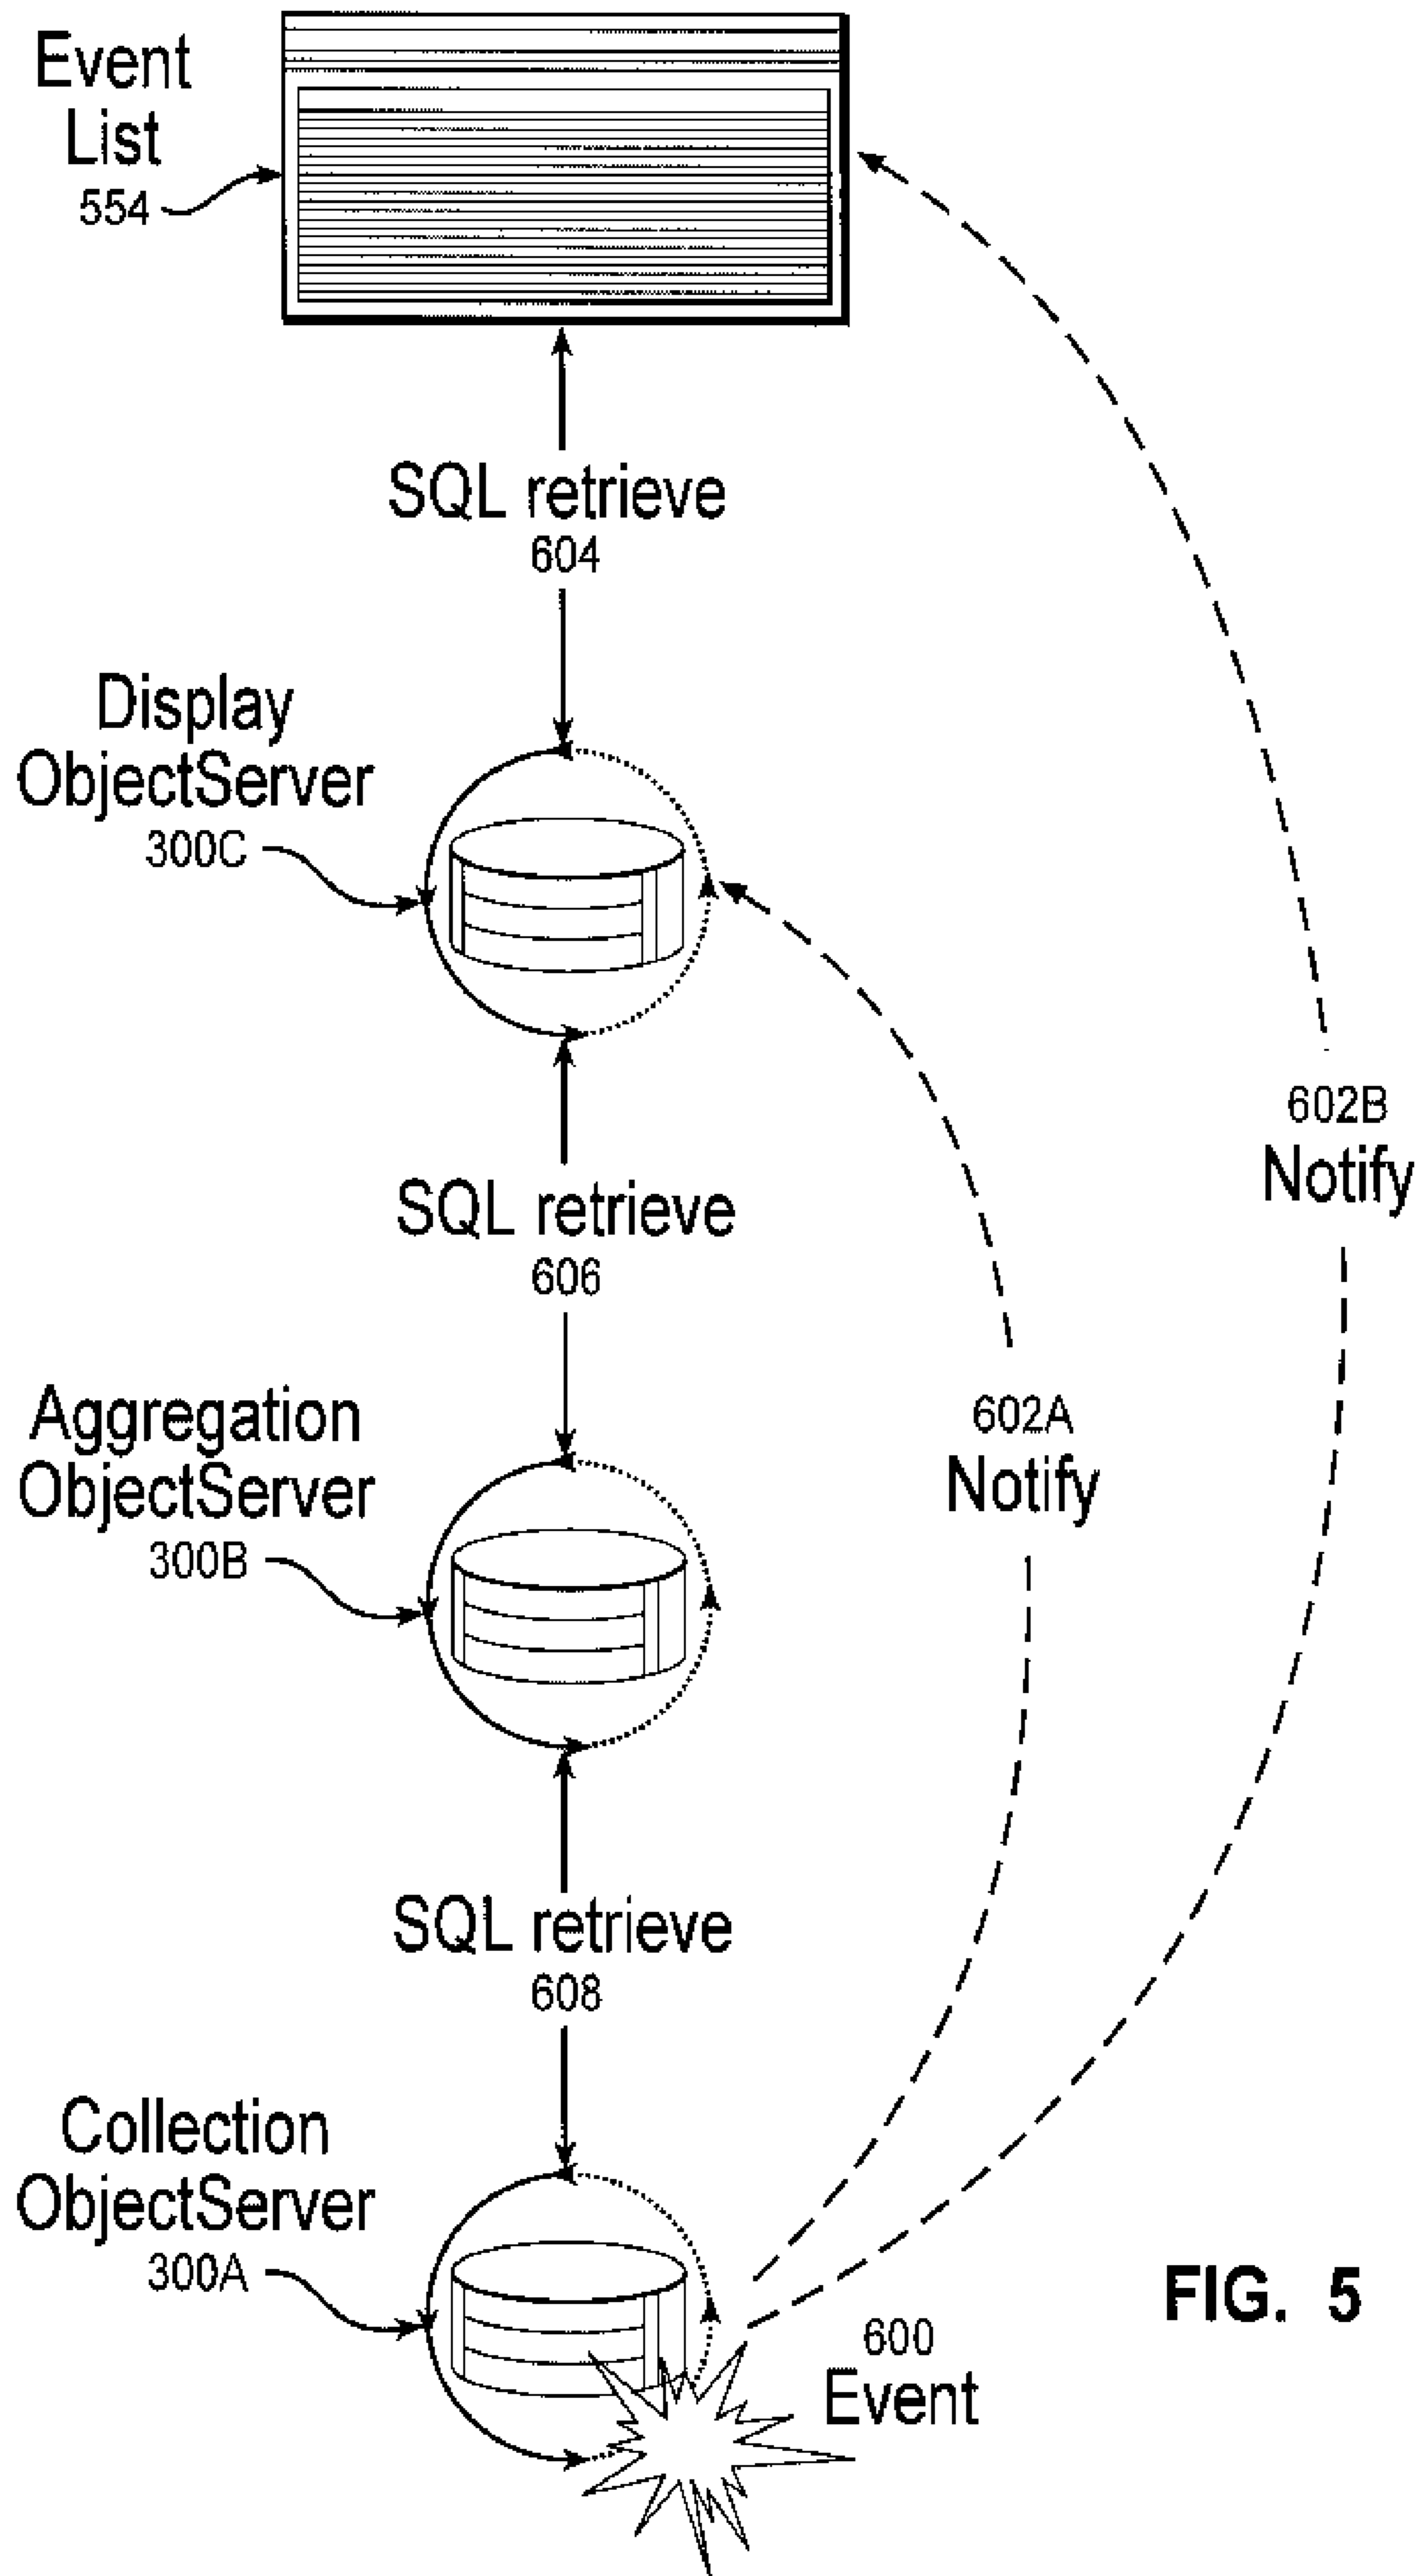 Event
List
554
SQL retrieve
604
Display
ObjectServer
300C
602B
Notify
SQL retrieve
606
Aggregation
ObjectServer
300B
602A
Notify
SQL retrieve
608
Collection
ObjectServer
300A
600
Event
FIG. 5